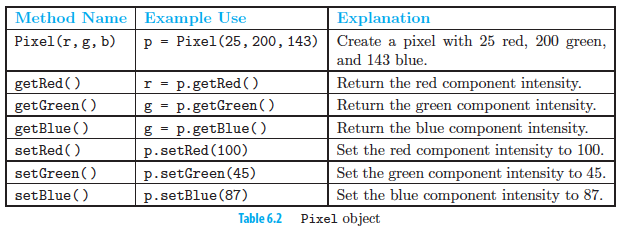 Method Name Example Use Explanation
Pixel(r,g,b) p = Pixel(25,200,143) Create a pixel with 25 red, 200 green,
and 143 blue.
getRed() r = p.getRed() Return the red component intensity.
getGreen() g = p.getGreen() Return the green component intensity.
getBlue() g = p.getBlue() Return the blue component intensity.
setRed() p.setRed(100) Set the red component intensity to 100.
setGreen() p.setGreen(45) Set the green component intensity to 45.
setBlue() p.setBlue(87) Set the blue component intensity to 87.
Table 6.2 Pixel object